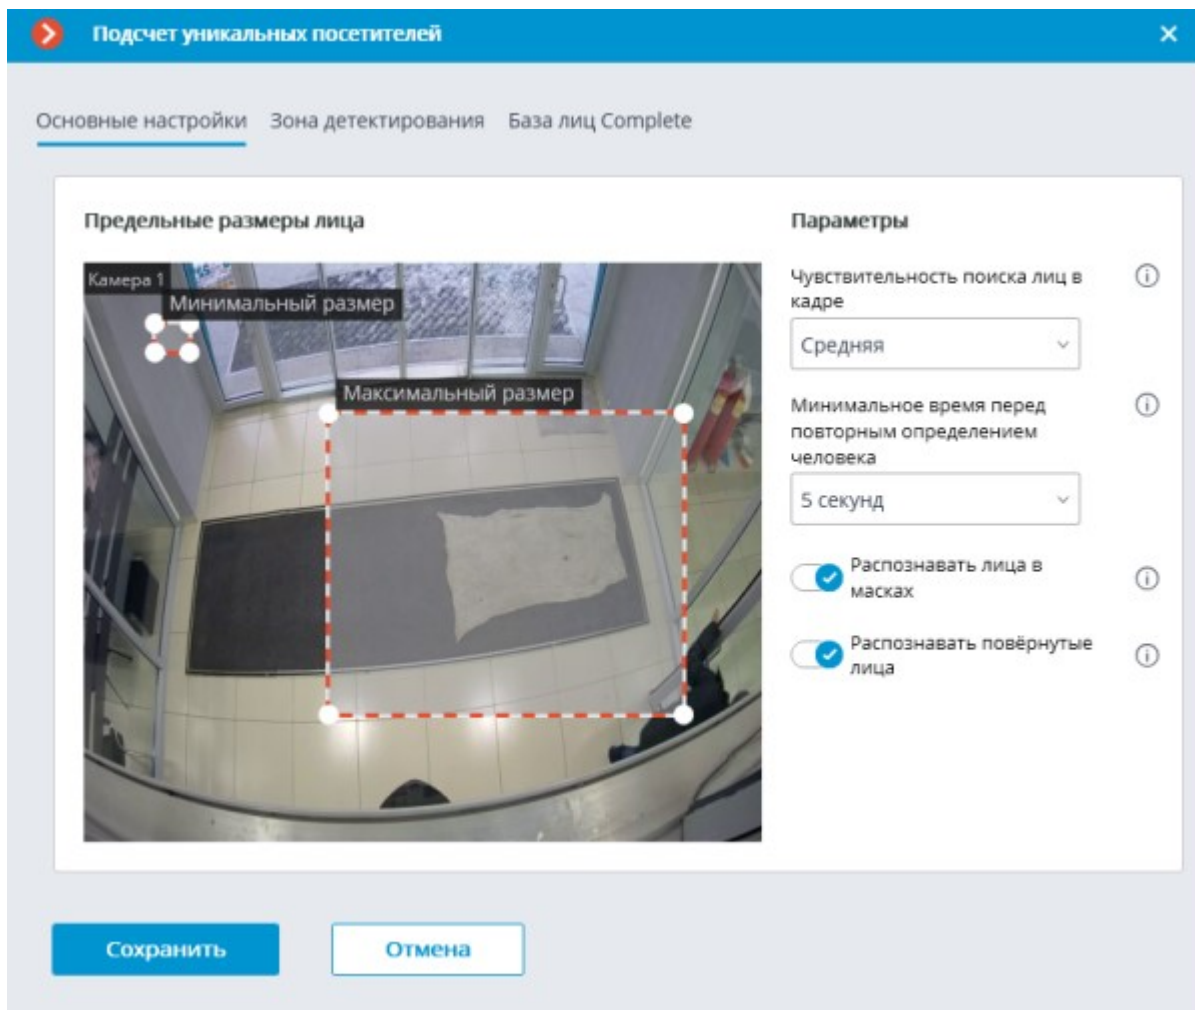 Подсчет уникальных посетителей
Основные настройки Зона детектирования База лиц Complete
Предельные размеры лица
Камера 1
Минимальный размер
Максимальный размер
Параметры
Чувствительность поиска лиц в
кадре
Средняя
Минимальное время перед
повторным определением
человека
5 секунд
Распознавать лица в
масках
Распознавать повёрнутые
лица
Сохранить
Отмена